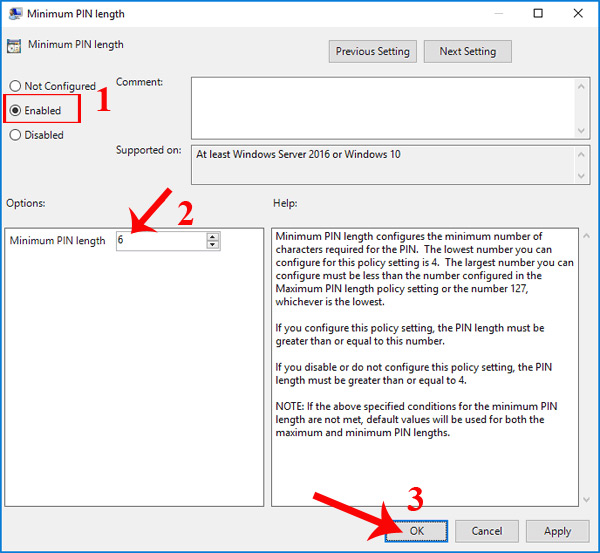 Minimum PIN length
Minimum PIN length
Previous Setting
Next Setting
Not Configured
Comment:
1
Enabled
Disabled
Supported on:
At least Windows Server 2016 or Windows 10
Options:
Help:
2
Minimum PIN length 6
Minimum PIN length configures the minimum number of
characters required for the PIN.  The lowest number you can
configure for this policy setting is 4.  The largest number you can
configure must be less than the number configured in the
Maximum PIN length policy setting or the number 127,
whichever is the lowest.
If you configure this policy setting, the PIN length must be
greater than or equal to this number.
If you disable or do not configure this policy setting, the PIN
length must be greater than or equal to 4.
NOTE: If the above specified conditions for the minimum PIN
length are not met, default values will be used for both the
maximum and minimum PIN lengths.
3
OK
Cancel
Apply